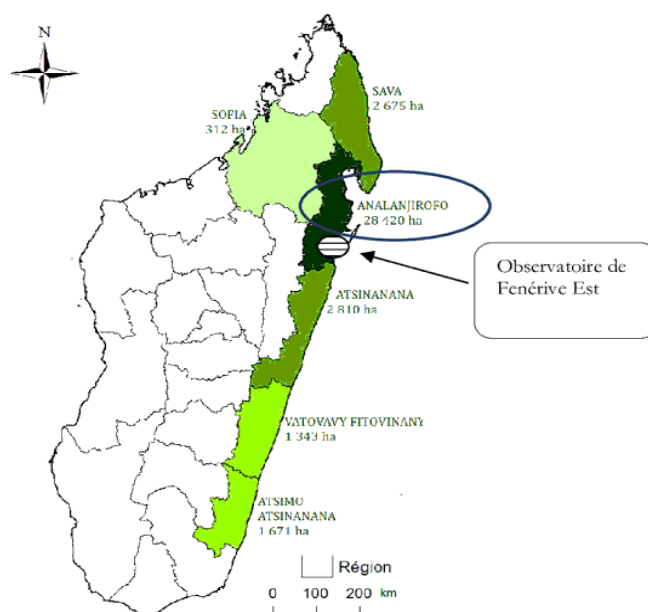 N
SAVA
2 675 ha
SOFIA
312 ha
ANALANJIROFO
28 420 ha
Observatoire de
Fenérive Est
ATSINANANA
2 810 ha
VATOVAVY FITOVINANY
1 343 ha
ATSIMO
ATSINANANA
1 671 ha
Région
0 100 200 km